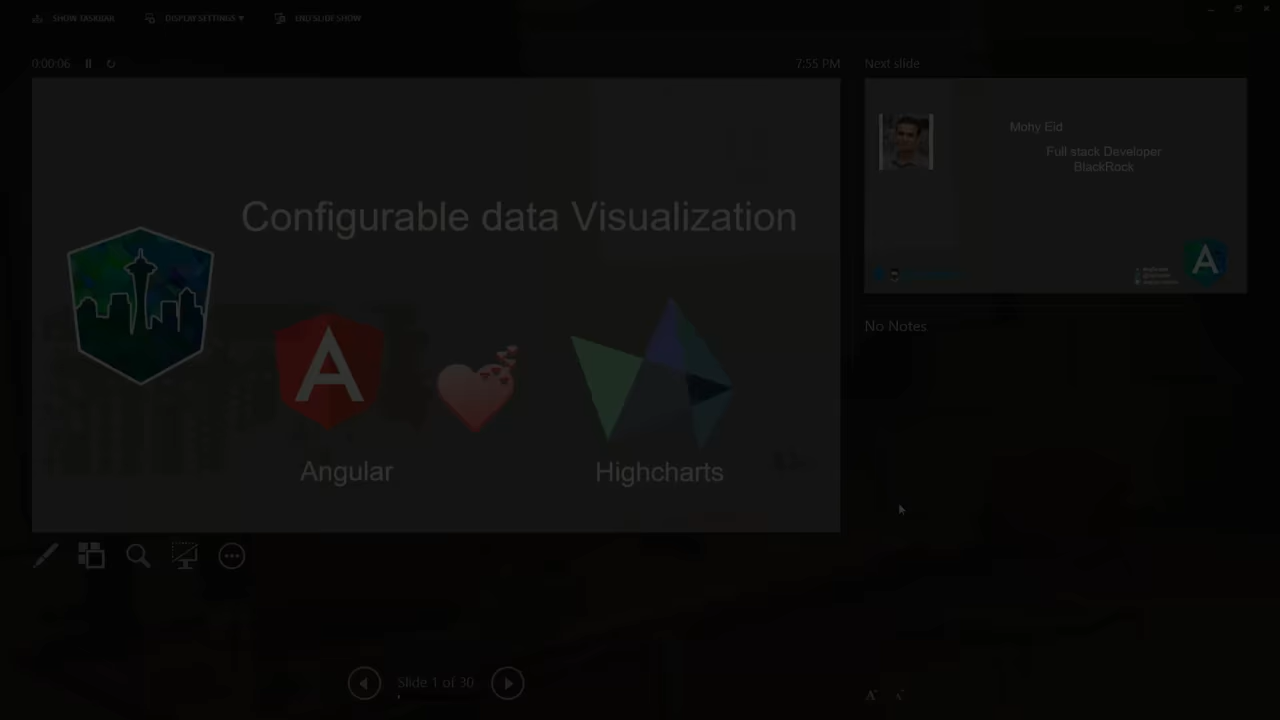 SHOW TASKBAR
DISPLAY SETTINGS ▾
END SLIDE SHOW
0:00:06
7:55 PM
Next slide
Configurable data Visualization
Angular
Highcharts
Mohy Eid
Full stack Developer
BlackRock
No Notes
Slide 1 of 30